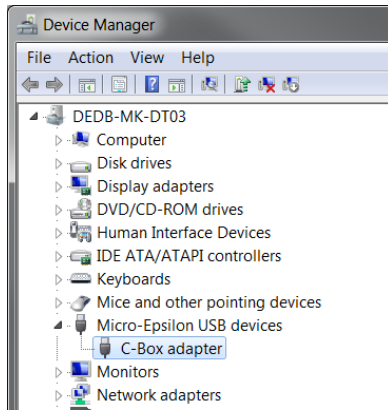 Device Manager
File Action View Help
DEDB-MK-DT03
Computer
Disk drives
Display adapters
DVD/CD-ROM drives
Human Interface Devices
IDE ATA/ATAPI controllers
Keyboards
Mice and other pointing devices
Micro-Epsilon USB devices
C-Box adapter
Monitors
Network adapters